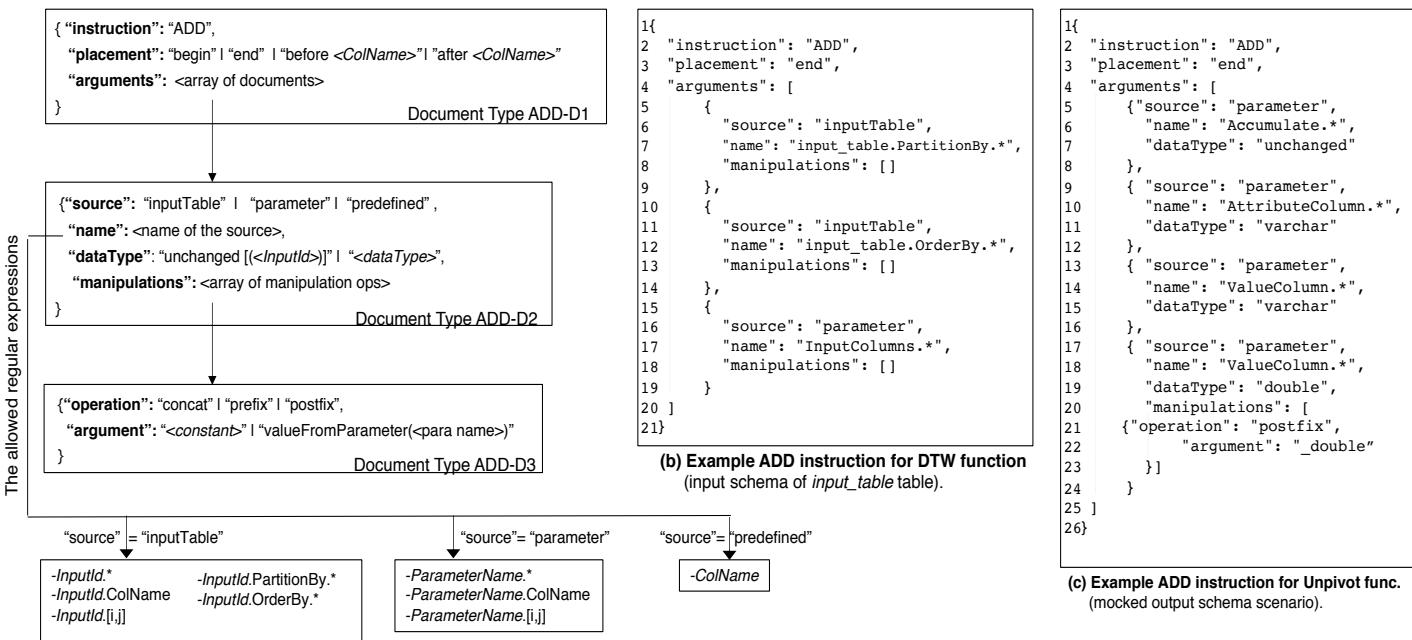 { “instruction”: “ADD”,
“placement”: “begin” | “end” | “before <ColName>” | “after <ColName>”
“arguments”: <array of documents>
}
Document Type ADD-D1
{“source”: “inputTable” | “parameter” | “predefined” ,
“name”: <name of the source>,
“dataType”: “unchanged [(<InputId>)]” | “<dataType>”,
“manipulations”: <array of manipulation ops>
}
Document Type ADD-D2
{“operation”: “concat” | “prefix” | “postfix”,
“argument”: “<constant>” | “valueFromParameter(<para name>)”
}
Document Type ADD-D3
The allowed regular expressions
“source” = “inputTable”
“source”= “parameter”
“source”= “predefined”
-InputId.*
-InputId.ColName
-InputId.[i,j]
-InputId.PartitionBy.*
-InputId.OrderBy.*
-ParameterName.*
-ParameterName.ColName
-ParameterName.[i,j]
-ColName
1{
2 "instruction": "ADD",
3 "placement": "end",
4 "arguments": [
5 {
6 "source": "inputTable",
7 "name": "input_table.PartitionBy.*",
8 "manipulations": []
9 },
10 {
11 "source": "inputTable",
12 "name": "input_table.OrderBy.*",
13 "manipulations": []
14 },
15 {
16 "source": "parameter",
17 "name": "InputColumns.*",
18 "manipulations": []
19 }
20 ]
21}
(b) Example ADD instruction for DTW function
(input schema of input_table table).
1{
2 "instruction": "ADD",
3 "placement": "end",
4 "arguments": [
5 {"source": "parameter",
6 "name": "Accumulate.*",
7 "dataType": "unchanged"
8 },
9 { "source": "parameter",
10 "name": "AttributeColumn.*",
11 "dataType": "varchar"
12 },
13 { "source": "parameter",
14 "name": "ValueColumn.*",
15 "dataType": "varchar"
16 },
17 { "source": "parameter",
18 "name": "ValueColumn.*",
19 "dataType": "double",
20 "manipulations": [
21 {"operation": "postfix",
22 "argument": "_double”
23 }]
24 }
25 ]
26}
(c) Example ADD instruction for Unpivot func.
(mocked output schema scenario).